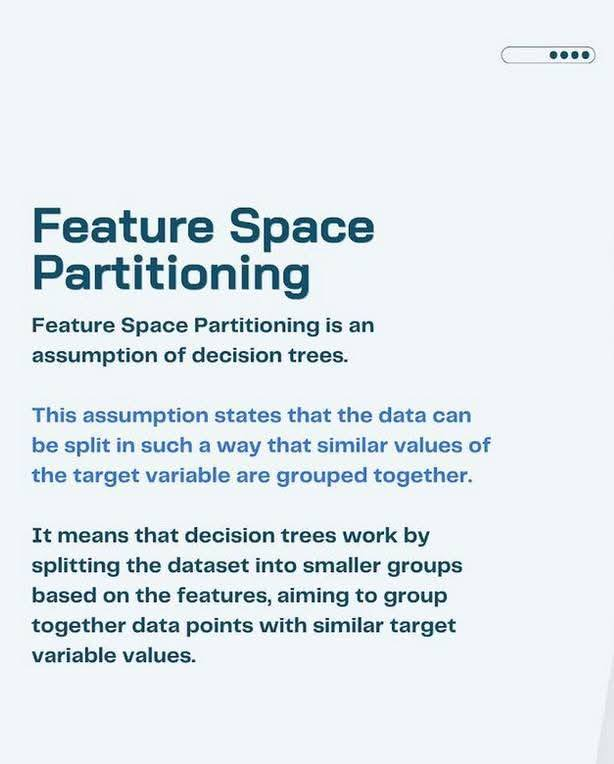 Feature Space
Partitioning
Feature Space Partitioning is an
assumption of decision trees.
This assumption states that the data can
be split in such a way that similar values of
the target variable are grouped together.
It means that decision trees work by
splitting the dataset into smaller groups
based on the features, aiming to group
together data points with similar target
variable values.